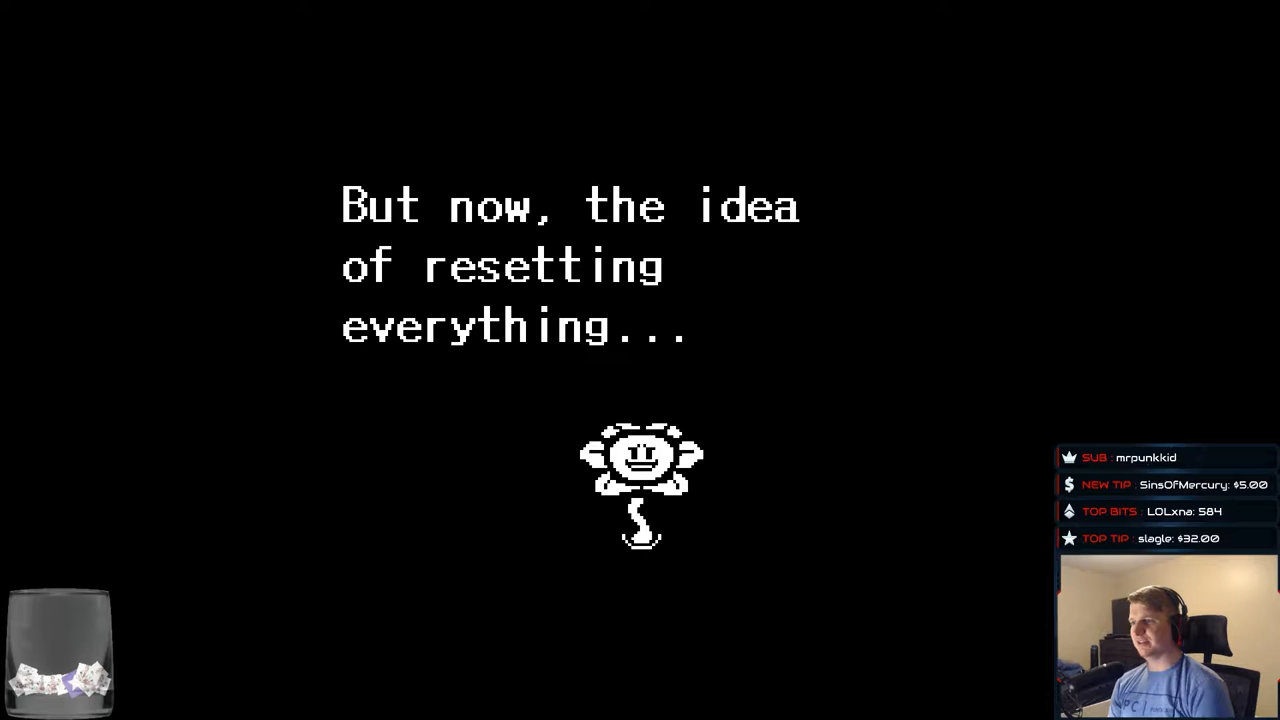 But now, the idea
of resetting
everything...
SUB : mrpunkkid
NEW TIP : SinsOfMercury: $5.00
TOP BITS : LOLxna: 584
TOP TIP : slagle: $32.00